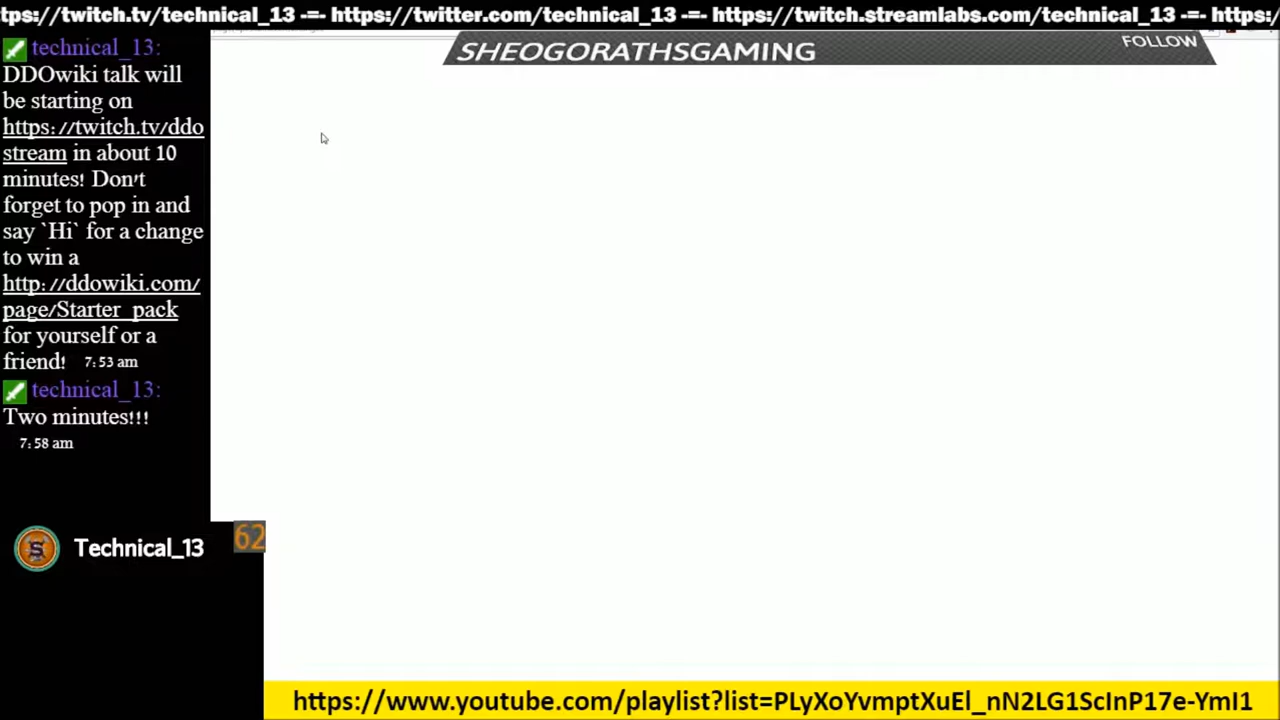 tps://twitch.tv/technical_13 -=- https://twitter.com/technical_13 -=- https://twitch.streamlabs.com/technical_13 -=- https:/
SHEOGORATHSGAMING
FOLLOW
technical_13:
DDOwiki talk will
be starting on
https://twitch.tv/ddo
stream in about 10
minutes! Don't
forget to pop in and
say `Hi` for a change
to win a
http://ddowiki.com/
page/Starter_pack
for yourself or a
friend! 7:53 am
technical_13:
Two minutes!!!
7:58 am
Technical_13
62
https://www.youtube.com/playlist?list=PLyXoYvmptXuEl_nN2LG1ScInP17e-YmI1